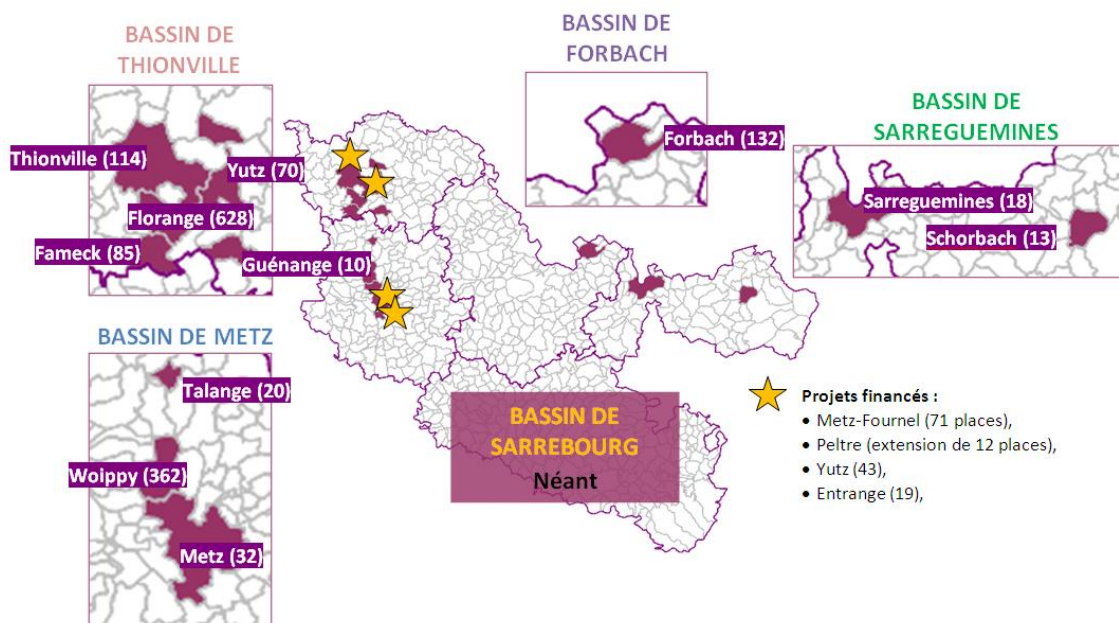 BASSIN DE
THIONVILLE
Thionville (114)
Yutz (70)
Florange (628)
Fameck (85)
Guénange (10)
BASSIN DE METZ
Talange (20)
Woippy (362)
Metz (32)
BASSIN DE
FORBACH
Forbach (132)
BASSIN DE
SARREGUEMINES
Sarreguemines (18)
Schorbach (13)
BASSIN DE
SARREBOURG
Néant
Projets financés :
• Metz-Fournel (71 places),
• Peltre (extension de 12 places),
• Yutz (43)
• Entrange (19),